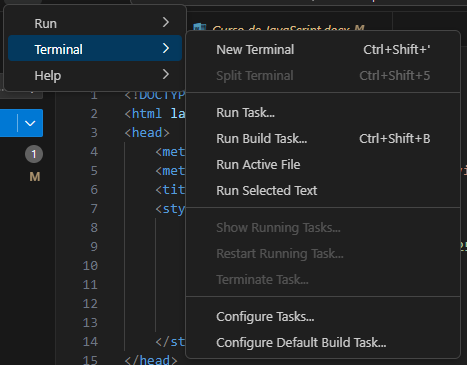 Run
Terminal
Help
Curso de JavaScript.docx M
New Terminal Ctrl+Shift+'
Split Terminal Ctrl+Shift+5
Run Task...
Run Build Task... Ctrl+Shift+B
Run Active File
Run Selected Text
Show Running Tasks...
Restart Running Task...
Terminate Task...
Configure Tasks...
Configure Default Build Task...
1
M
1 <!DOCTYP
2 <html la
3 <head>
4 <met
5 <met
6 <tit
7 <sty
8
9
10
11
12
13
14 </st
15 </head>